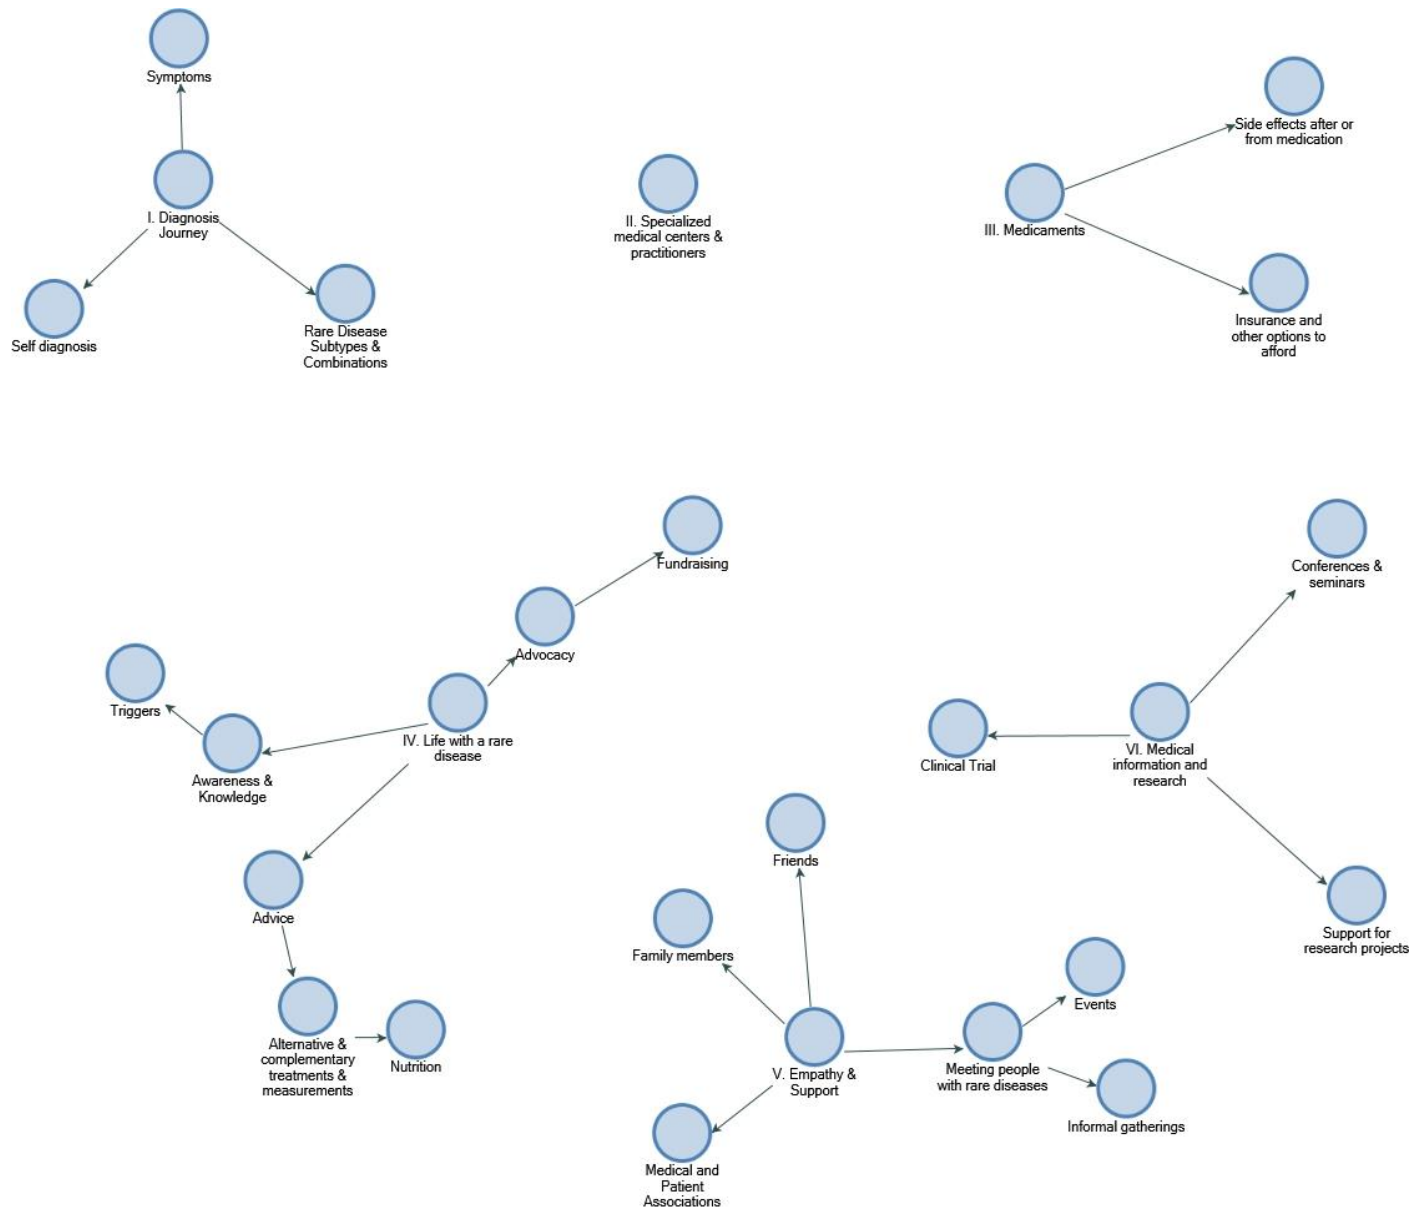 Symptoms
I. Diagnosis
Journey
Self diagnosis
Rare Disease
Subtypes &
Combinations
II. Specialized
medical centers &
practitioners
Side effects after or
from medication
III. Medicaments
Insurance and
other options to
afford
Fundraising
Advocacy
Triggers
IV. Life with a rare
disease
Awareness &
Knowledge
Advice
Alternative &
complementary
treatments &
measurements
Nutrition
Conferences &
seminars
Clinical Trial
VI. Medical
information and
research
Support for
research projects
Friends
Family members
Events
V. Empathy &
Support
Meeting people
with rare diseases
Informal gatherings
Medical and
Patient
Associations